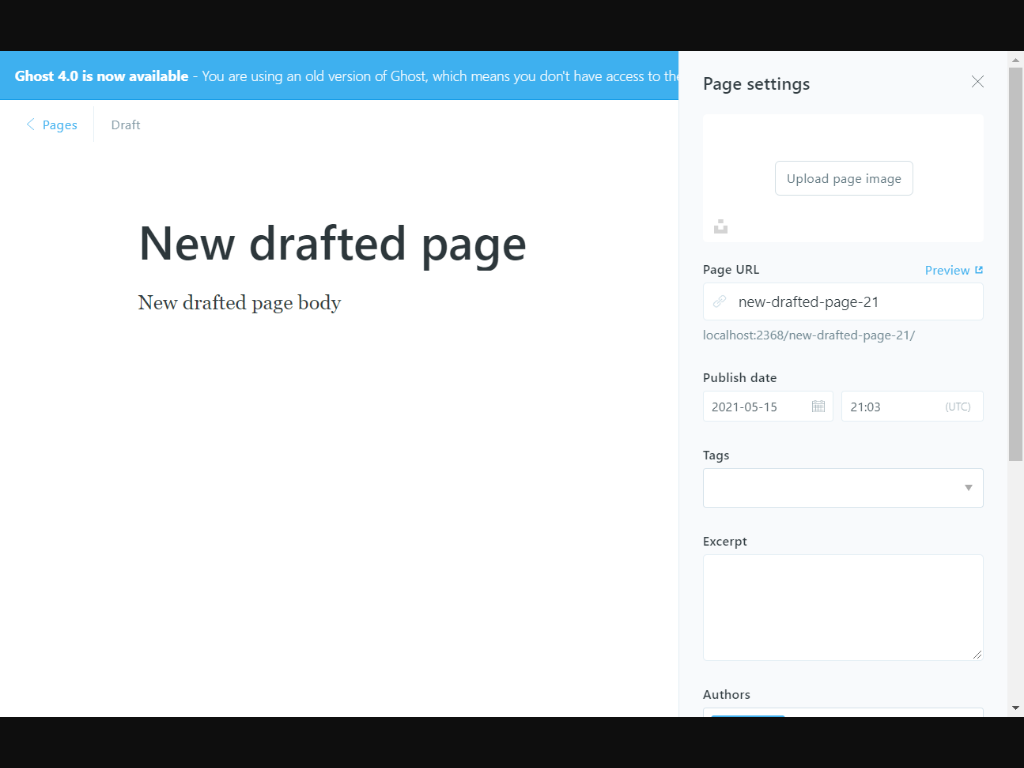 Ghost 4.0 is now available - You are using an old version of Ghost, which means you don't have access to the
Pages
Draft
New drafted page
New drafted page body
Page settings
Upload page image
Page URL
Preview
new-drafted-page-21
localhost:2368/new-drafted-page-21/
Publish date
2021-05-15
21:03
(UTC)
Tags
Excerpt
Authors